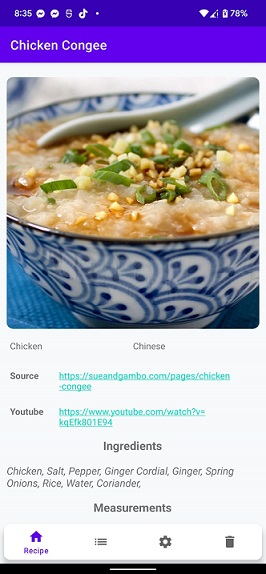 8:35
78%
Chicken Congee
Chicken Chinese
Source https://sueandgambo.com/pages/chicken
-congee
Youtube https://www.youtube.com/watch?v=
kqEfk801E94
Ingredients
Chicken, Salt, Pepper, Ginger Cordial, Ginger, Spring
Onions, Rice, Water, Coriander,
Measurements
Recipe